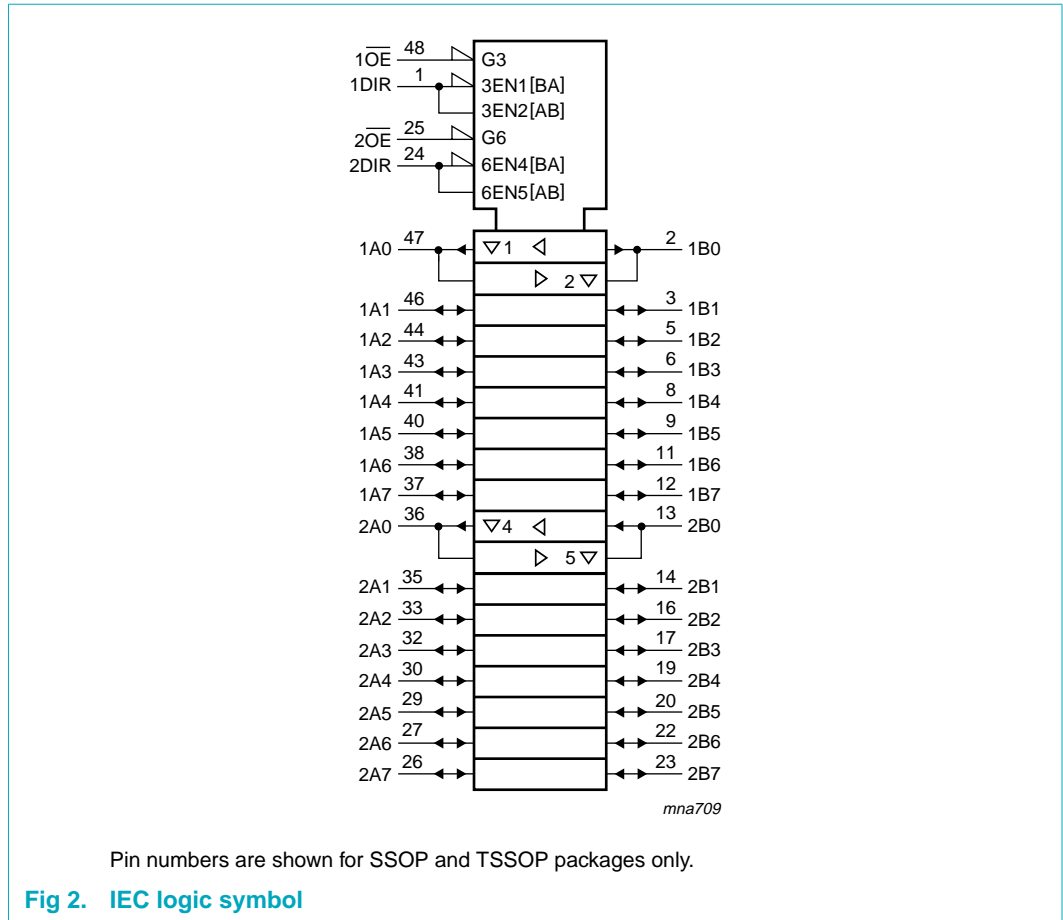 1O̅E̅ 48 G3
1DIR 1 3EN1[BA]
3EN2[AB]
2O̅E̅ 25 G6
2DIR 24 6EN4[BA]
6EN5[AB]
1A0 47 ▽1 ◁ 2 1B0
▷ 2▽
1A1 46 3 1B1
1A2 44 5 1B2
1A3 43 6 1B3
1A4 41 8 1B4
1A5 40 9 1B5
1A6 38 11 1B6
1A7 37 12 1B7
2A0 36 ▽4 ◁ 13 2B0
▷ 5▽
2A1 35 14 2B1
2A2 33 16 2B2
2A3 32 17 2B3
2A4 30 19 2B4
2A5 29 20 2B5
2A6 27 22 2B6
2A7 26 23 2B7
mna709
Pin numbers are shown for SSOP and TSSOP packages only.
Fig 2. IEC logic symbol